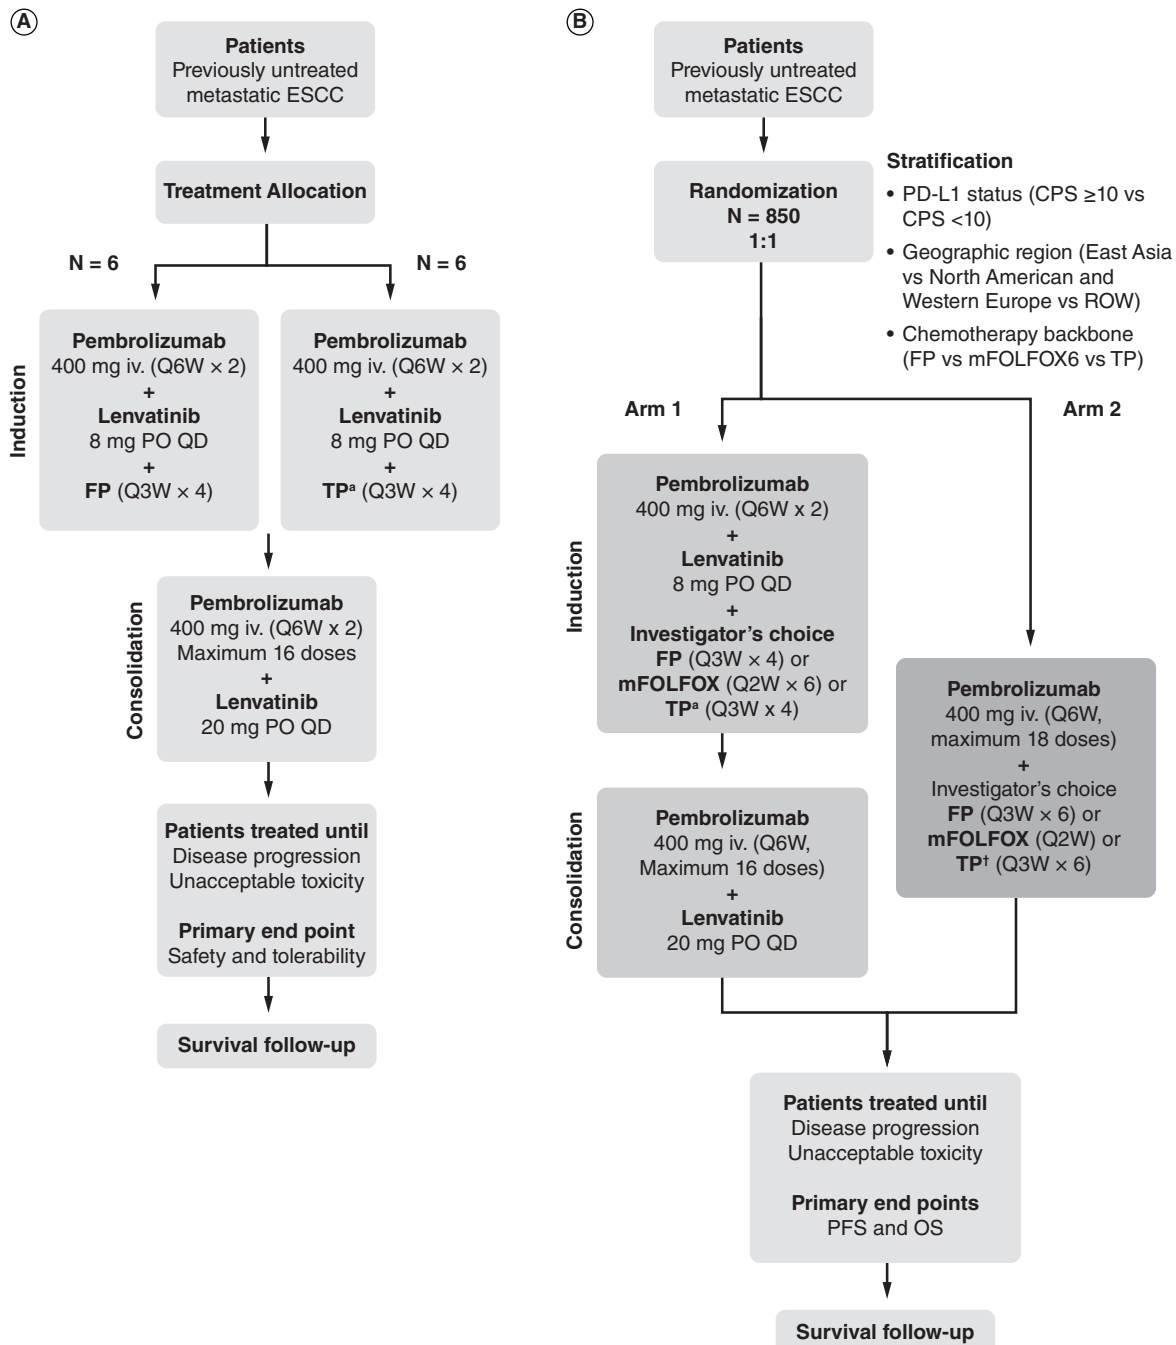 A
Patients
Previously untreated
metastatic ESCC
Treatment Allocation
N = 6
N = 6
Induction
Pembrolizumab
400 mg iv. (Q6W × 2)
+
Lenvatinib
8 mg PO QD
+
FP (Q3W × 4)
Pembrolizumab
400 mg iv. (Q6W × 2)
+
Lenvatinib
8 mg PO QD
+
TPª (Q3W × 4)
Consolidation
Pembrolizumab
400 mg iv. (Q6W x 2)
Maximum 16 doses
+
Lenvatinib
20 mg PO QD
Patients treated until
Disease progression
Unacceptable toxicity
Primary end point
Safety and tolerability
Survival follow-up
B
Patients
Previously untreated
metastatic ESCC
Randomization
N = 850
1:1
Stratification
• PD-L1 status (CPS ≥10 vs
CPS <10)
• Geographic region (East Asia
vs North American and
Western Europe vs ROW)
• Chemotherapy backbone
(FP vs mFOLFOX6 vs TP)
Arm 1
Arm 2
Induction
Pembrolizumab
400 mg iv. (Q6W x 2)
+
Lenvatinib
8 mg PO QD
+
Investigator's choice
FP (Q3W × 4) or
mFOLFOX (Q2W × 6) or
TPª (Q3W x 4)
Consolidation
Pembrolizumab
400 mg iv. (Q6W,
Maximum 16 doses)
+
Lenvatinib
20 mg PO QD
Pembrolizumab
400 mg iv. (Q6W,
maximum 18 doses)
+
Investigator's choice
FP (Q3W × 6) or
mFOLFOX (Q2W) or
TP† (Q3W × 6)
Patients treated until
Disease progression
Unacceptable toxicity
Primary end points
PFS and OS
Survival follow-up